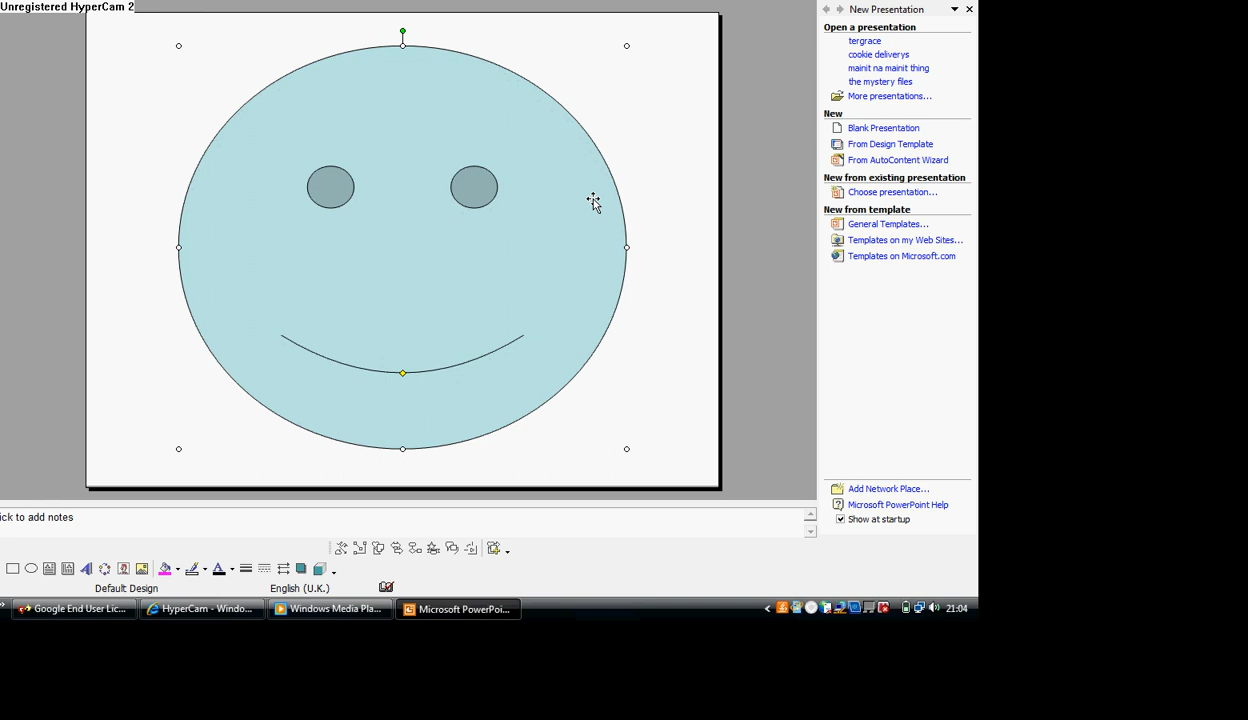 Unregistered HyperCam 2
New Presentation
Open a presentation
tergrace
cookie deliverys
mainit na mainit thing
the mystery files
More presentations...
New
Blank Presentation
From Design Template
From AutoContent Wizard
New from existing presentation
Choose presentation...
New from template
General Templates...
Templates on my Web Sites...
Templates on Microsoft.com
Add Network Place...
Microsoft PowerPoint Help
Show at startup
ick to add notes
Default Design
English (U.K.)
Google End User Lic...
HyperCam - Windo...
Windows Media Pla...
Microsoft PowerPoi...
21:04